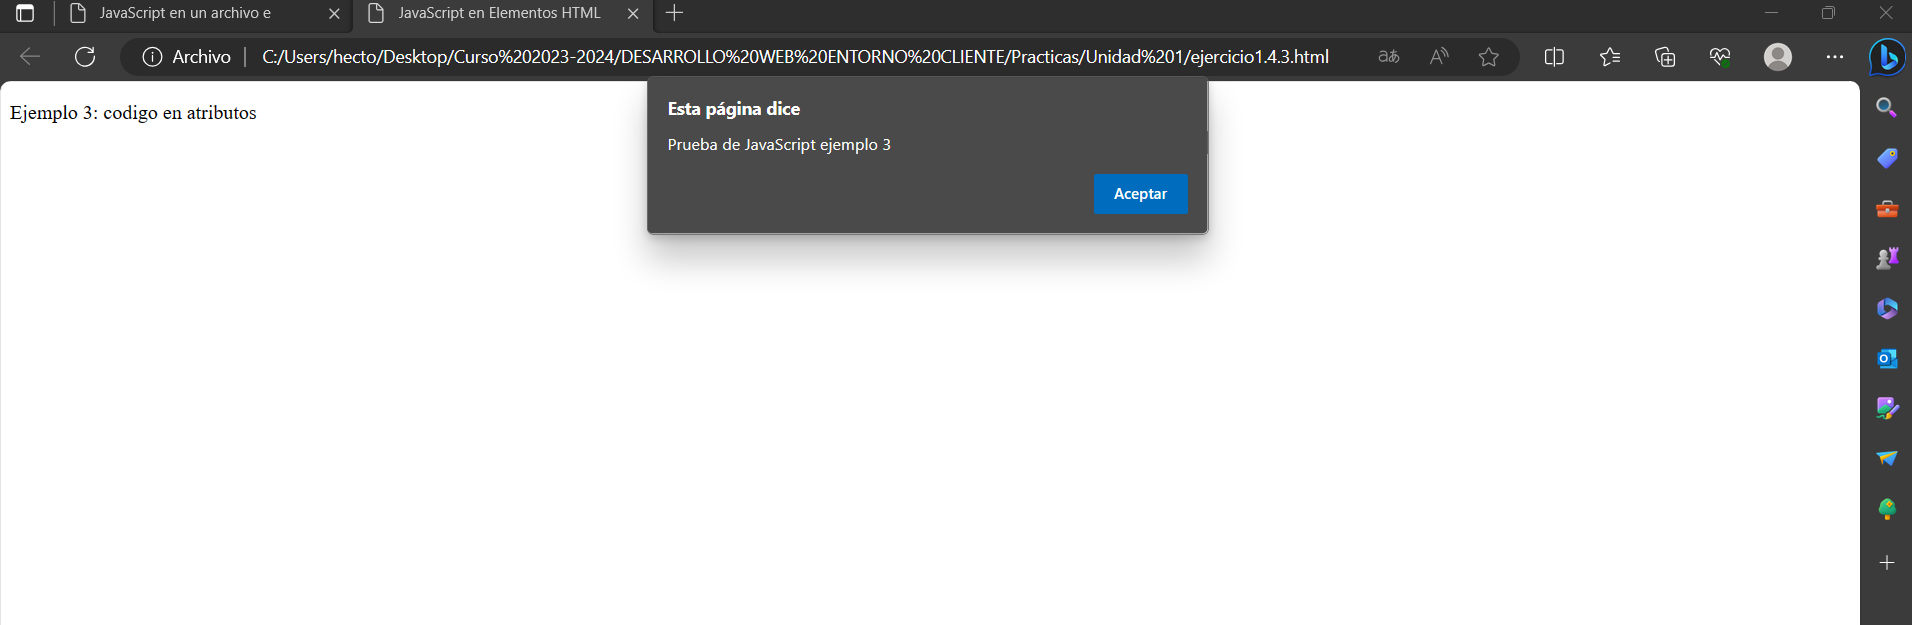 JavaScript en un archivo e
JavaScript en Elementos HTML
Archivo
C:/Users/hecto/Desktop/Curso%202023-2024/DESARROLLO%20WEB%20ENTORNO%20CLIENTE/Practicas/Unidad%201/ejercicio1.4.3.html
aあ
A
Ejemplo 3: codigo en atributos
Esta página dice
Prueba de JavaScript ejemplo 3
Aceptar